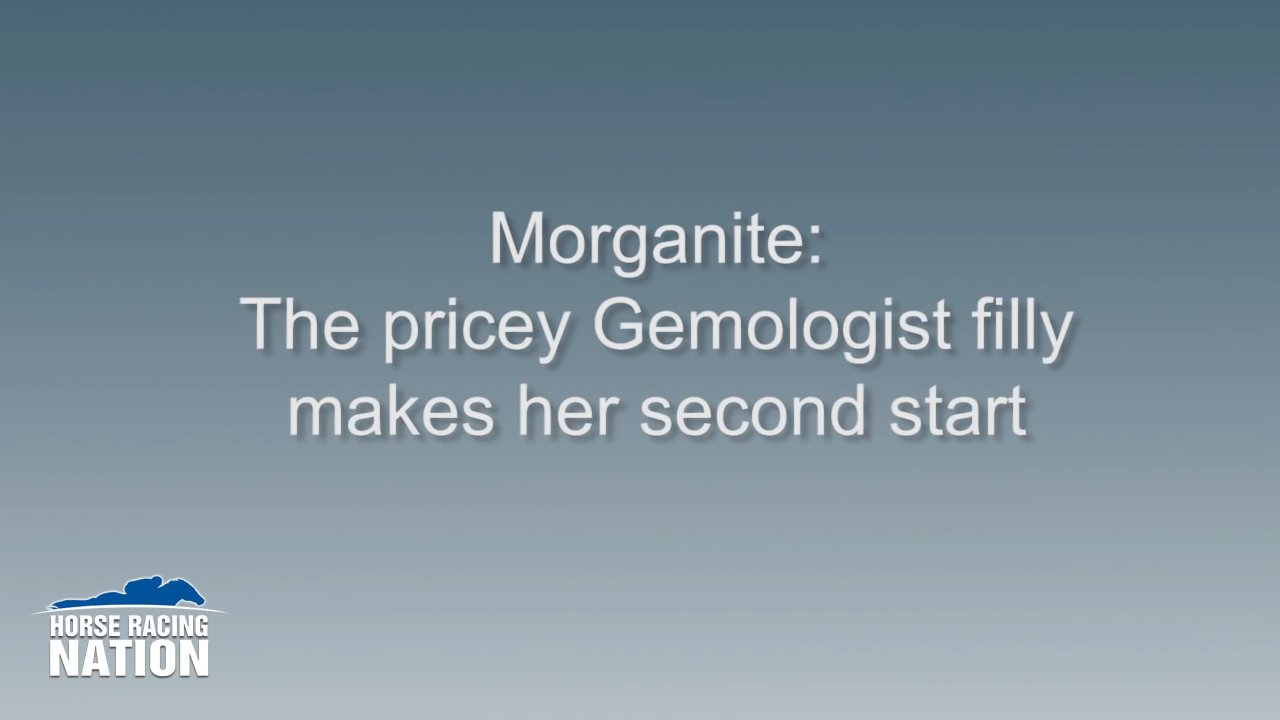 Morganite:
The pricey Gemologist filly
makes her second start
HORSE RACING
NATION